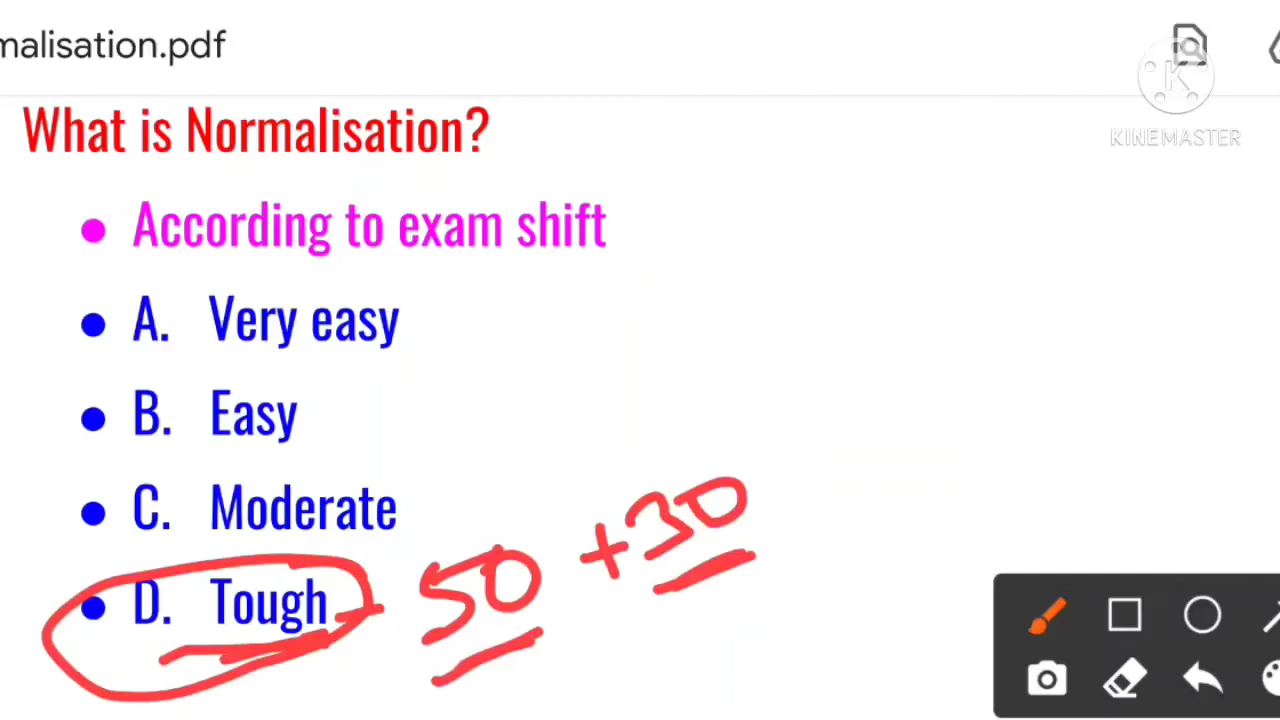 malisation.pdf
KINEMASTER
What is Normalisation?
• According to exam shift
• A. Very easy
• B. Easy
• C. Moderate
• D. Tough - 50 +30